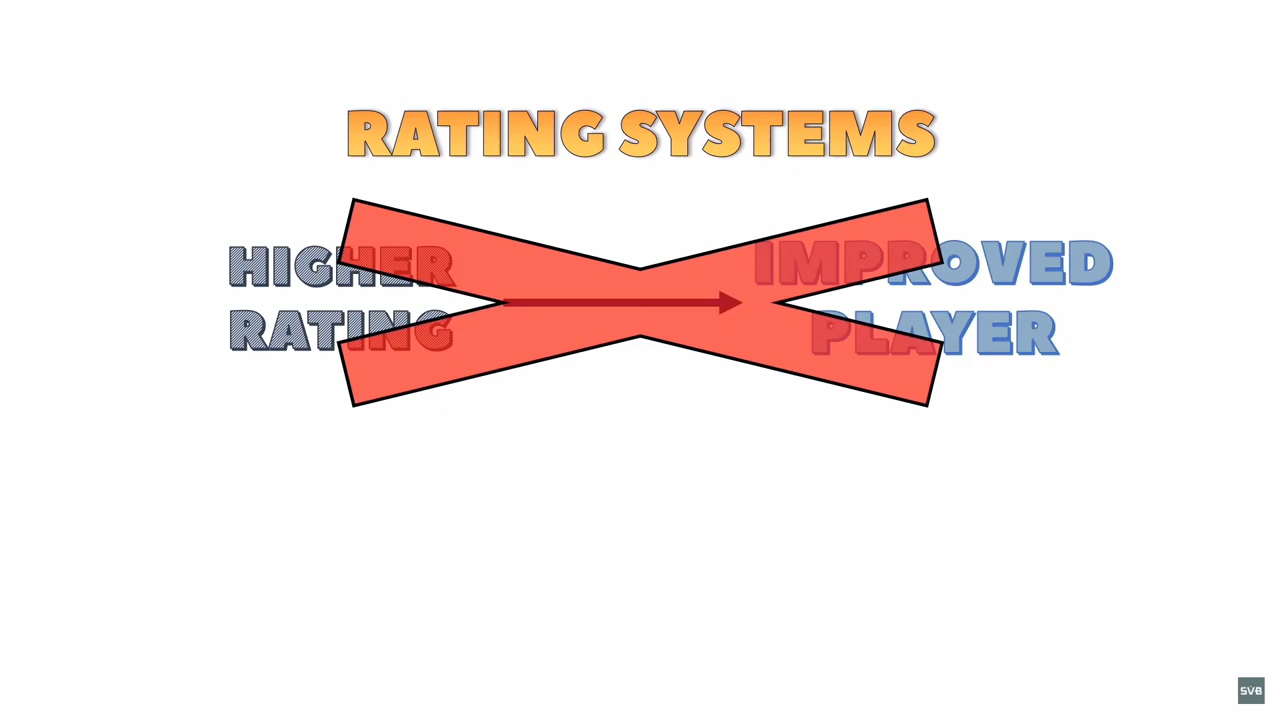 RATING SYSTEMS
HIGHER
RATING
IMPROVED
PLAYER
SVB